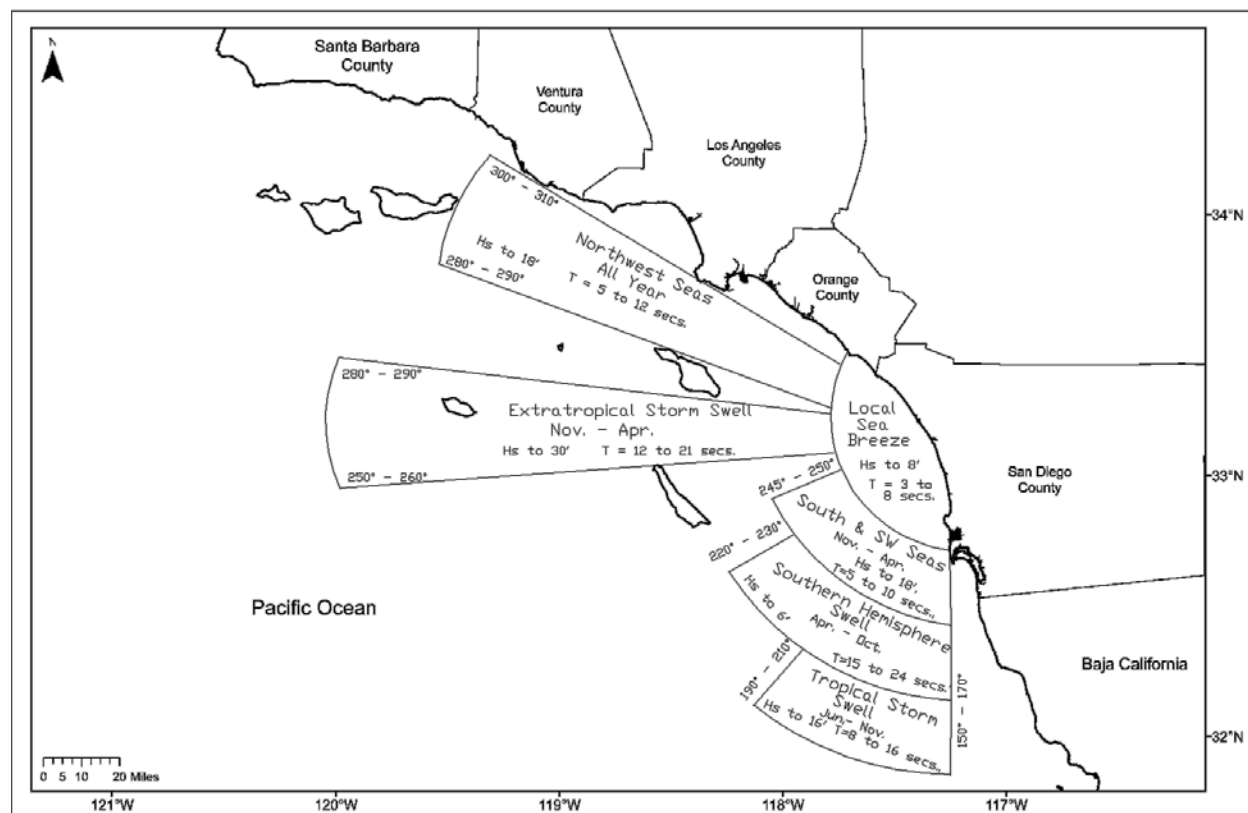 N
Santa Barbara
County
Ventura
County
Los Angeles
County
Orange
County
San Diego
County
Baja California
Pacific Ocean
300° - 310°
Northwest Seas
All Year
Hs to 18'
T = 5 to 12 secs.
280° - 290°
280° - 290°
Extratropical Storm Swell
Nov. - Apr.
Hs to 30'
T = 12 to 21 secs.
250° - 260°
Local
Sea
Breeze
Hs to 8'
T = 3 to
8 secs.
245° - 250°
South & SW Seas
Nov. - Apr.
Hs to 18'.
T=5 to 10 secs.,
220° - 230°
Southern Hemisphere
Swell
Apr. - Oct.
Hs to 6'
T=15 to 24 secs.'
190° - 210°
Tropical Storm
Swell
Jun.- Nov.
Hs to 16' T=8 to 16 secs.,
150° - 170°
34°N
33°N
32°N
0 5 10 20 Miles
121°W
120°W
119°W
118°W
117°W